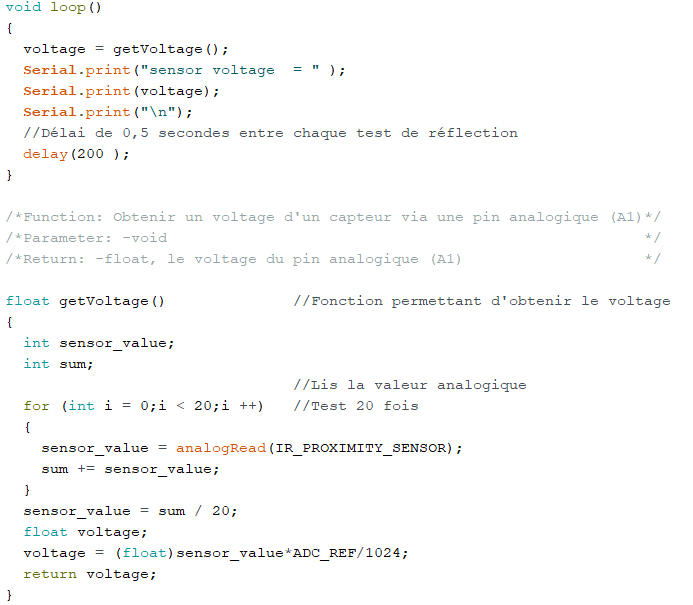 void loop()
{
  voltage = getVoltage();
  Serial.print("sensor voltage  = " );
  Serial.print(voltage);
  Serial.print("\n");
  //Délai de 0,5 secondes entre chaque test de réflection
  delay(200 );
}
/*Function: Obtenir un voltage d'un capteur via une pin analogique (A1)*/
/*Parameter: -void                                                     */
/*Return: -float, le voltage du pin analogique (A1)                    */
float getVoltage()              //Fonction permettant d'obtenir le voltage
{
  int sensor_value;
  int sum;
                                //Lis la valeur analogique
  for (int i = 0;i < 20;i ++)   //Test 20 fois
  {
    sensor_value = analogRead(IR_PROXIMITY_SENSOR);
    sum += sensor_value;
  }
  sensor_value = sum / 20;
  float voltage;
  voltage = (float)sensor_value*ADC_REF/1024;
  return voltage;
}